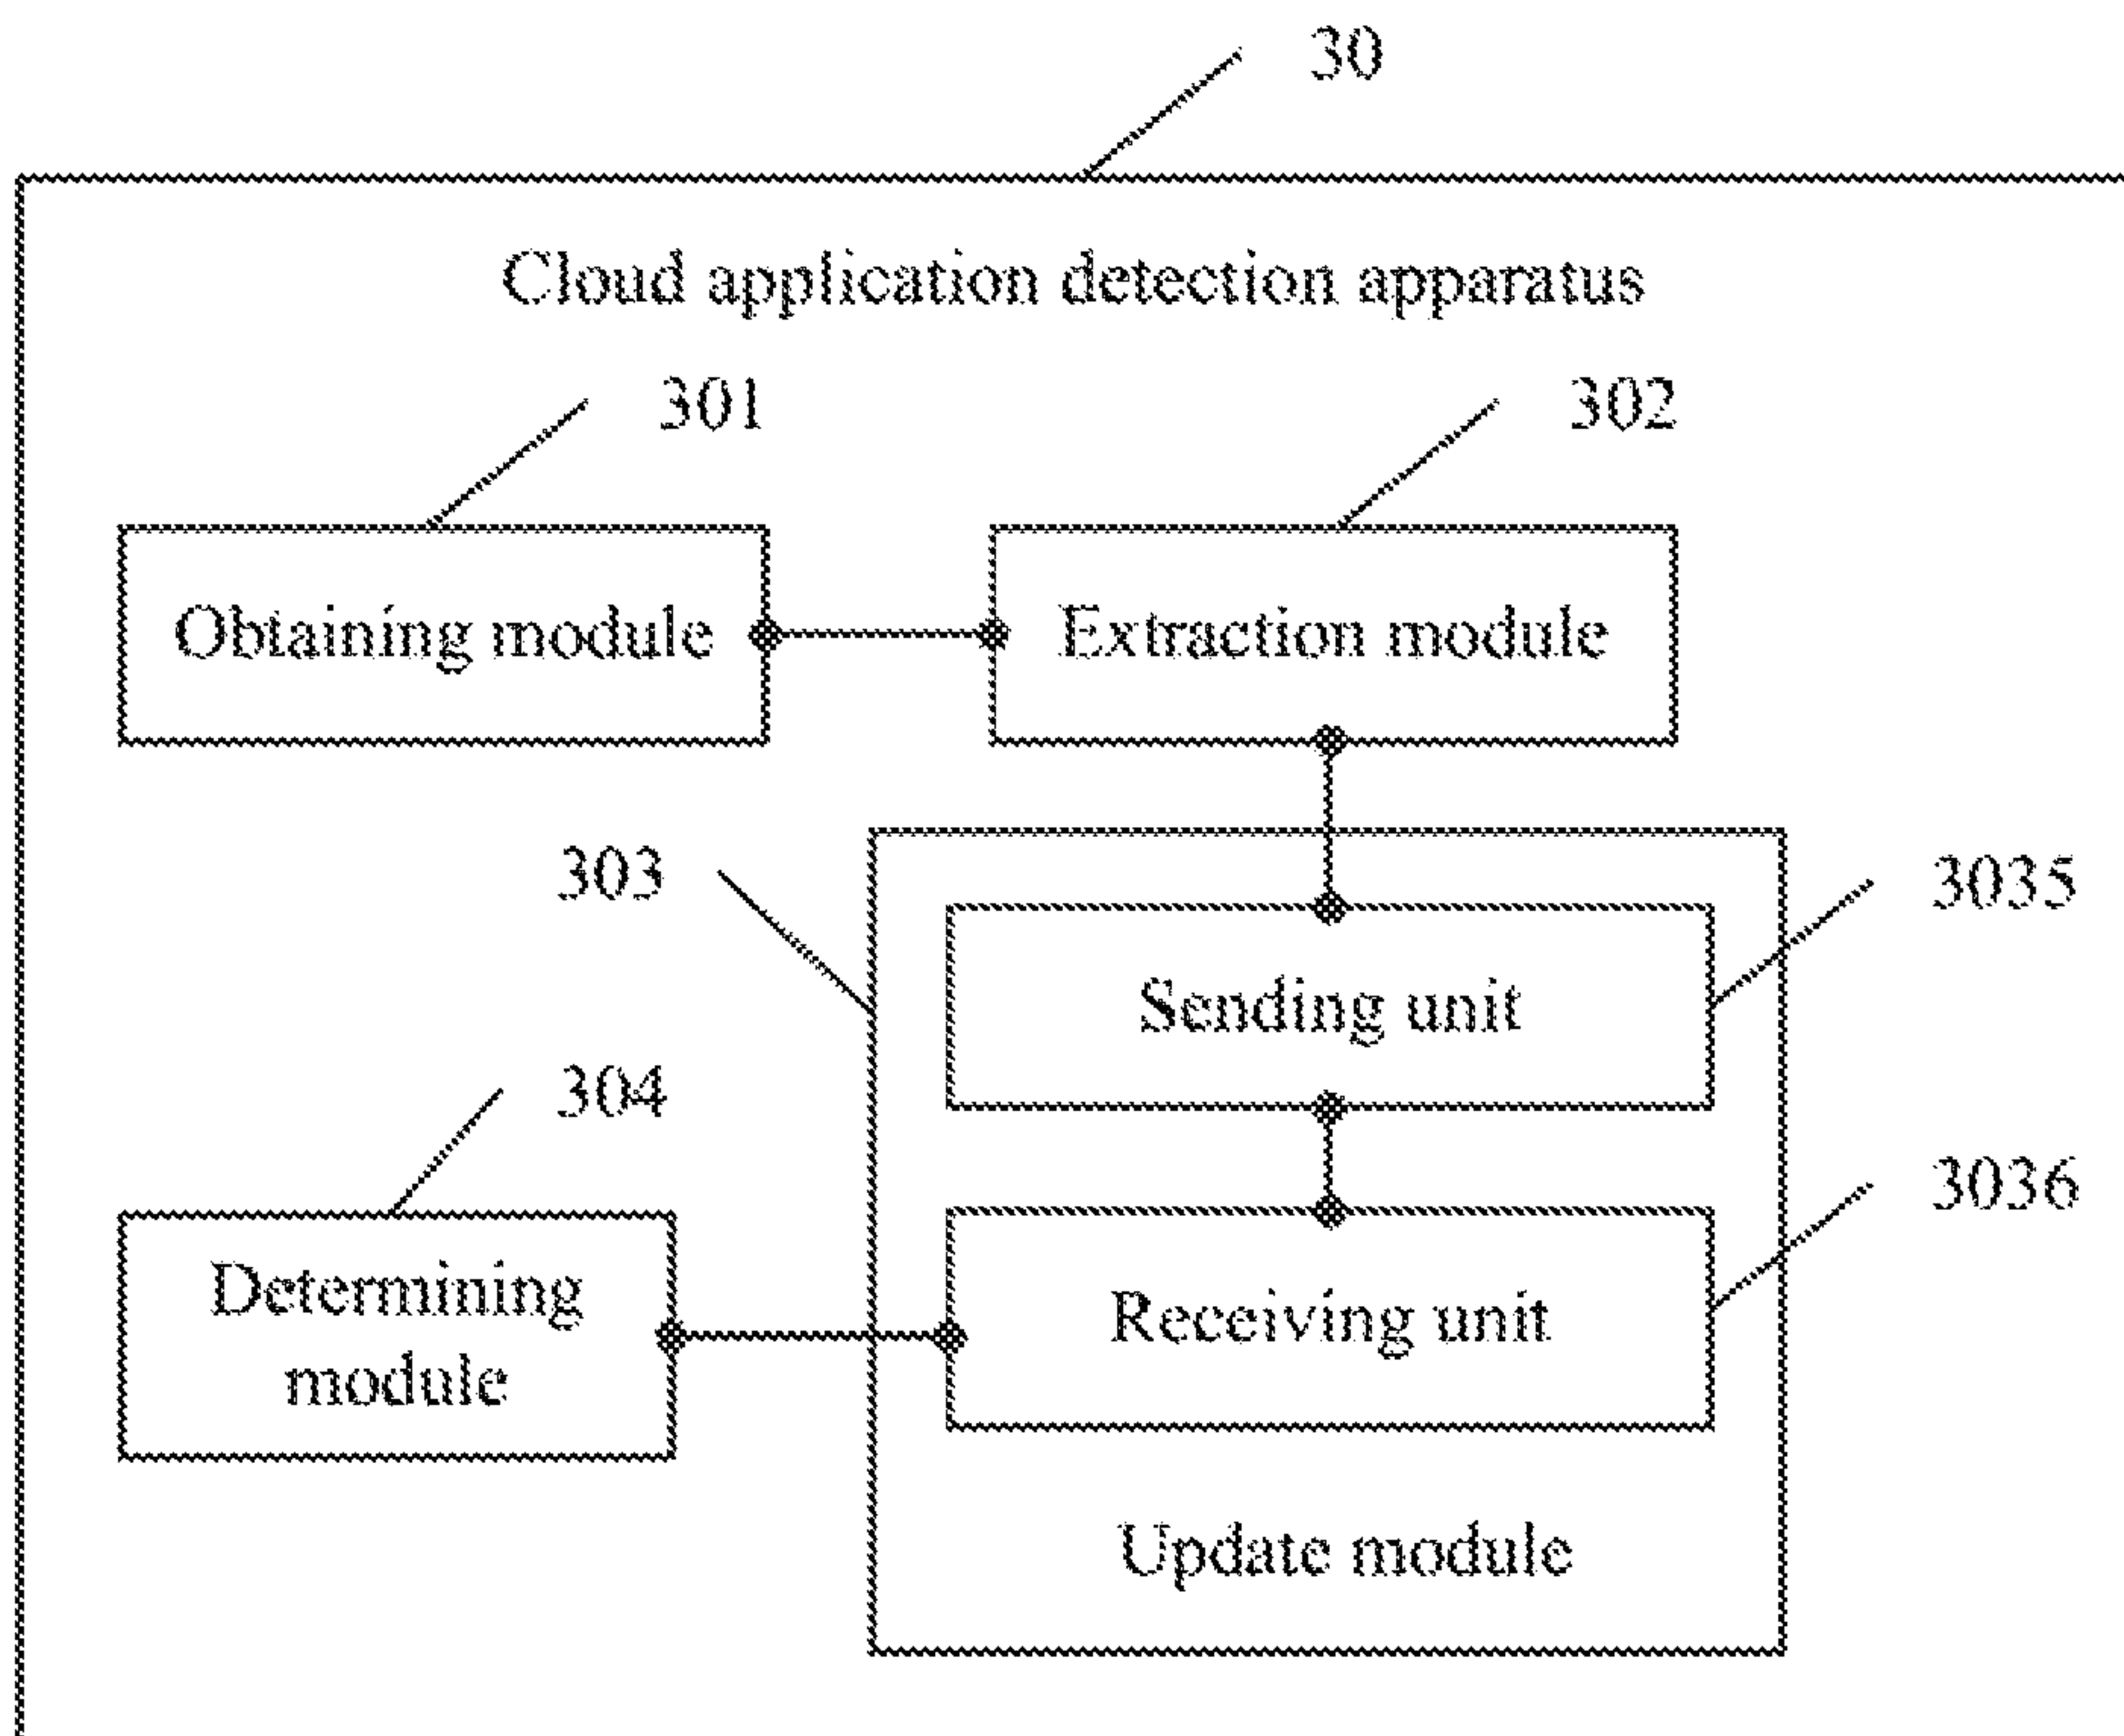 30
Cloud application detection apparatus
301
302
Obtaining module
Extraction module
303
3035
Sending unit
304
3036
Determining
module
Receiving unit
Update module